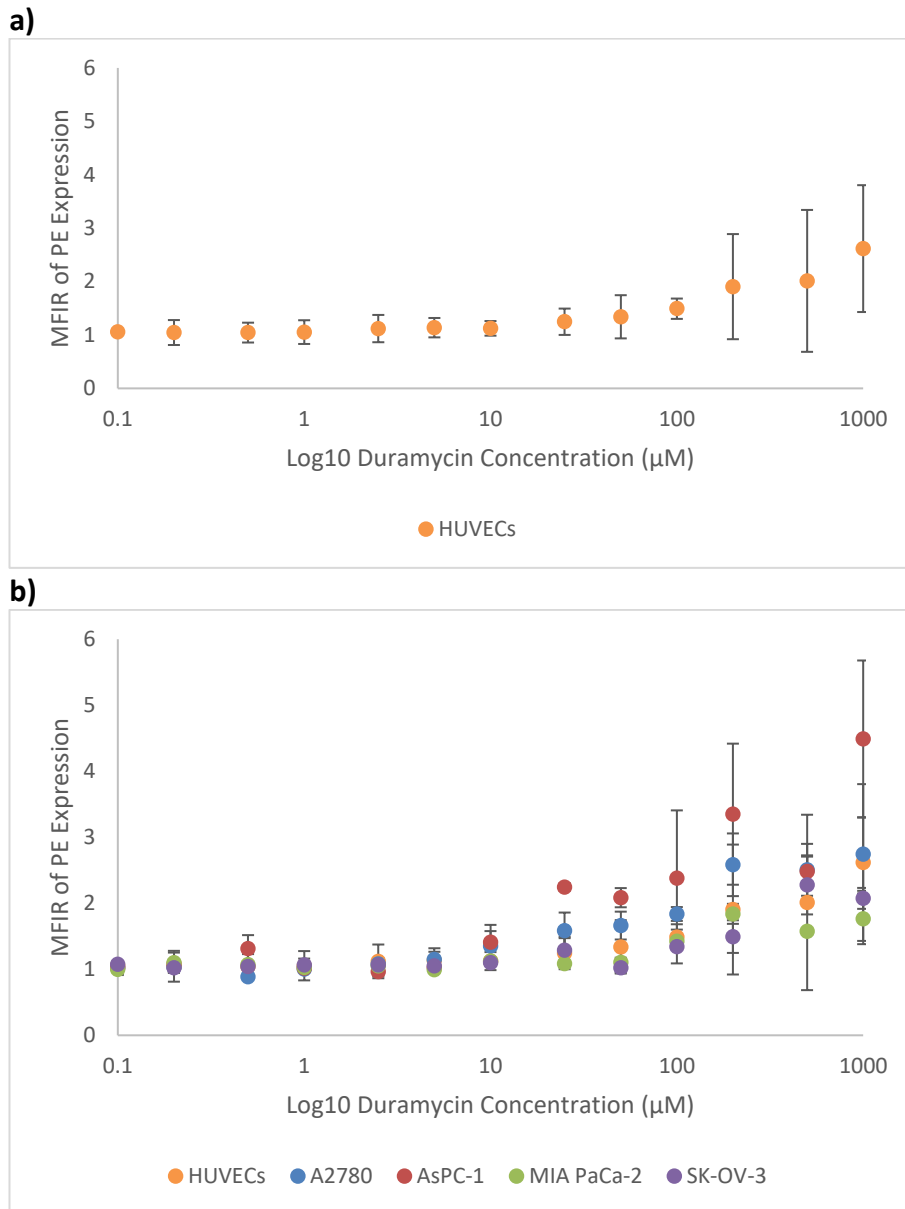 a)
6
5
4
3
2
1
0
MFIR of PE Expression
0.1 1 10 100 1000
Log10 Duramycin Concentration (µM)
HUVECs
b)
6
5
4
3
2
1
0
MFIR of PE Expression
0.1 1 10 100 1000
Log10 Duramycin Concentration (µM)
HUVECs A2780 AsPC-1 MIA PaCa-2 SK-OV-3